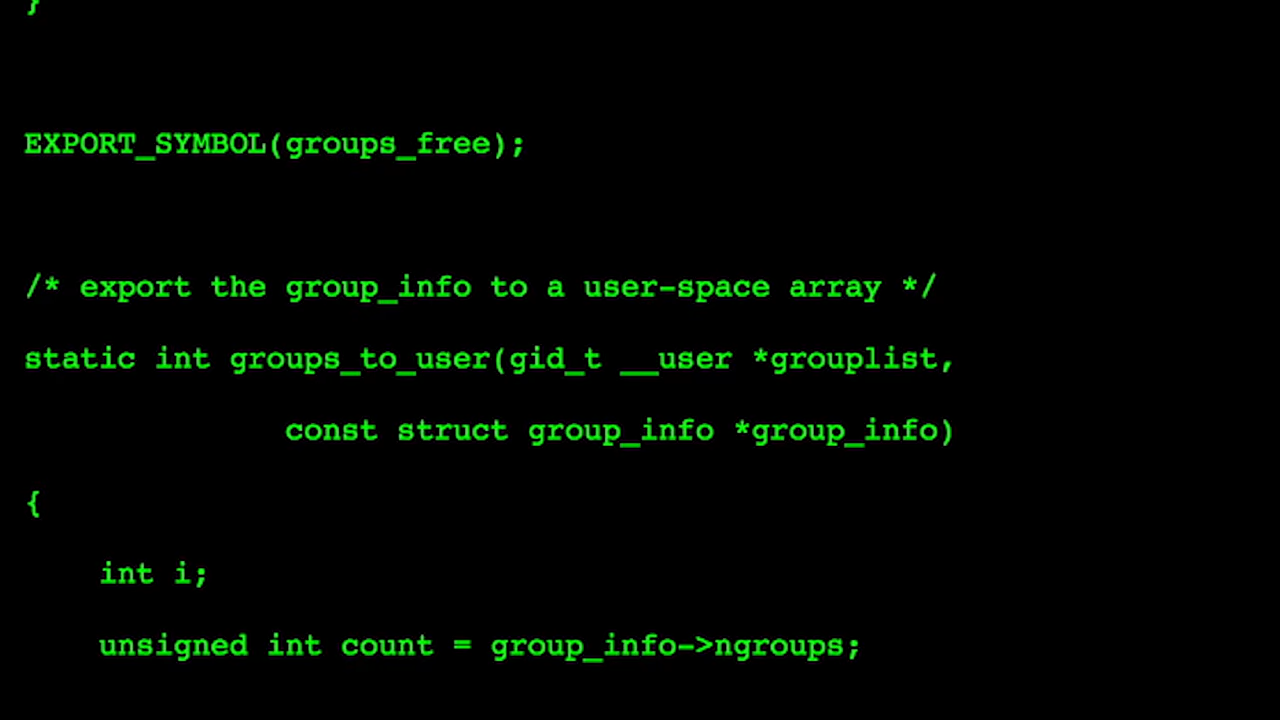 }
EXPORT_SYMBOL(groups_free);
/* export the group_info to a user-space array */
static int groups_to_user(gid_t __user *grouplist,
const struct group_info *group_info)
{
int i;
unsigned int count = group_info->ngroups;